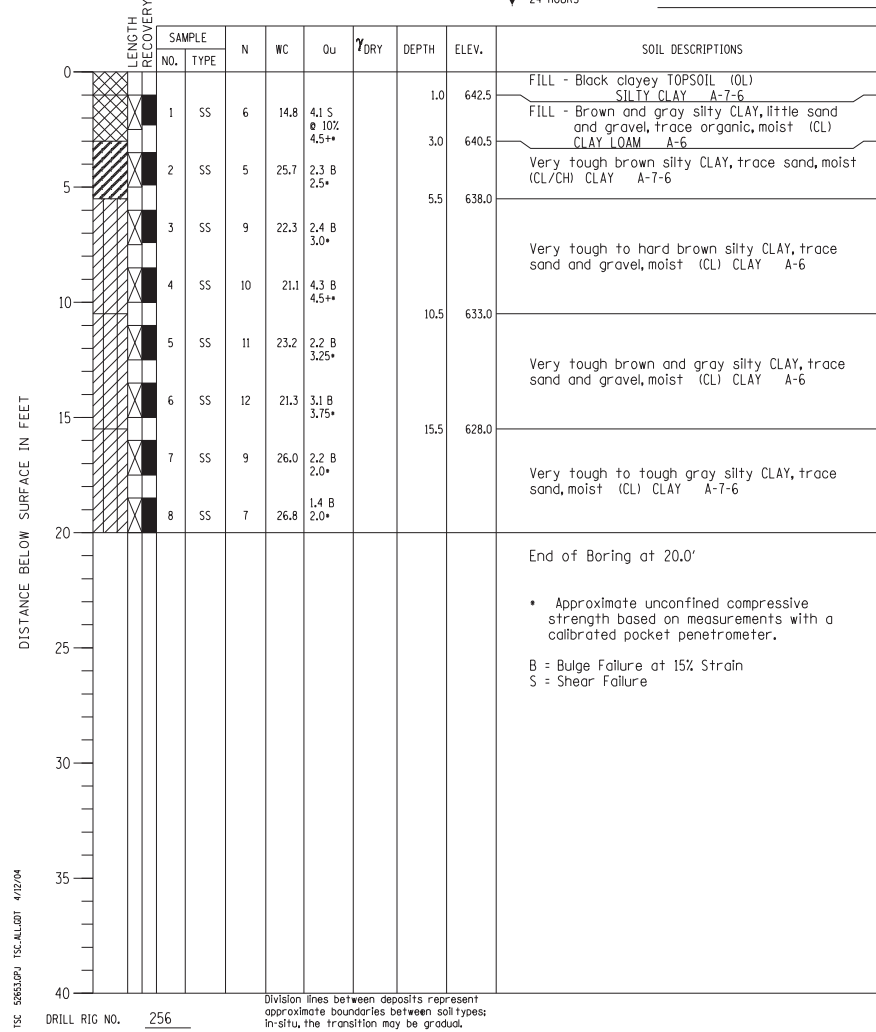 24 HOURS
LENGTH
RECOVERY
SAMPLE
NO. TYPE N WC Qu γDRY DEPTH ELEV. SOIL DESCRIPTIONS
0
FILL - Black clayey TOPSOIL (OL)
1.0 642.5 SILTY CLAY A-7-6
1 SS 6 14.8 4.1 S
@ 10%
4.5+*
FILL - Brown and gray silty CLAY, little sand
and gravel, trace organic, moist (CL)
3.0 640.5 CLAY LOAM A-6
2 SS 5 25.7 2.3 B
2.5*
Very tough brown silty CLAY, trace sand, moist
(CL/CH) CLAY A-7-6
5
5.5 638.0
3 SS 9 22.3 2.4 B
3.0*
Very tough to hard brown silty CLAY, trace
sand and gravel, moist (CL) CLAY A-6
4 SS 10 21.1 4.3 B
4.5+*
10
10.5 633.0
5 SS 11 23.2 2.2 B
3.25*
Very tough brown and gray silty CLAY, trace
sand and gravel, moist (CL) CLAY A-6
6 SS 12 21.3 3.1 B
3.75*
15
15.5 628.0
7 SS 9 26.0 2.2 B
2.0*
Very tough to tough gray silty CLAY, trace
sand, moist (CL) CLAY A-7-6
8 SS 7 26.8 1.4 B
2.0*
20
End of Boring at 20.0'
* Approximate unconfined compressive
strength based on measurements with a
calibrated pocket penetrometer.
B = Bulge Failure at 15% Strain
S = Shear Failure
25
30
35
40
DISTANCE BELOW SURFACE IN FEET
TSC 52653.GPJ TSC_ALL.GDT 4/12/04
DRILL RIG NO. 256
Division lines between deposits represent
approximate boundaries between soil types;
in-situ, the transition may be gradual.